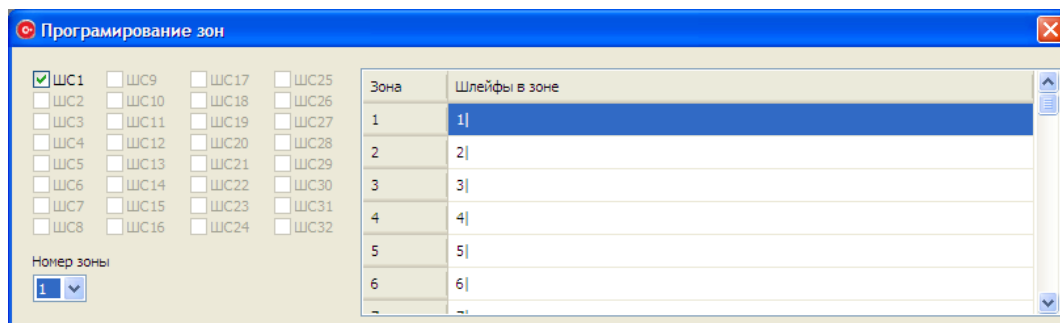 Програмирование зон
ШС1 ШС9 ШС17 ШС25
ШС2 ШС10 ШС18 ШС26
ШС3 ШС11 ШС19 ШС27
ШС4 ШС12 ШС20 ШС28
ШС5 ШС13 ШС21 ШС29
ШС6 ШС14 ШС22 ШС30
ШС7 ШС15 ШС23 ШС31
ШС8 ШС16 ШС24 ШС32
Номер зоны
1
Зона Шлейфы в зоне
1 1|
2 2|
3 3|
4 4|
5 5|
6 6|